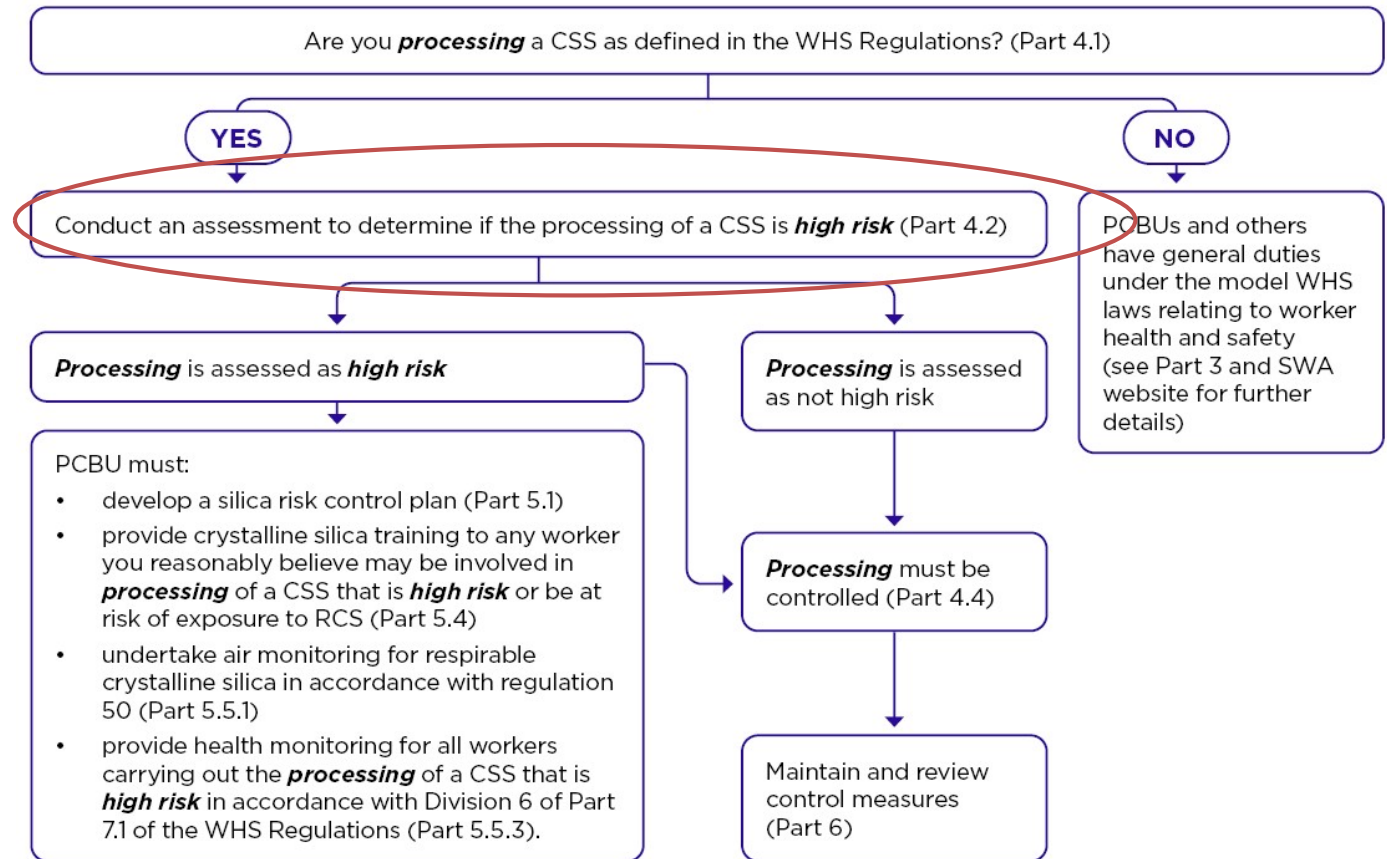 Are you processing a CSS as defined in the WHS Regulations? (Part 4.1)
YES
NO
Conduct an assessment to determine if the processing of a CSS is high risk (Part 4.2)
PCBUs and others
have general duties
under the model WHS
laws relating to worker
health and safety
(see Part 3 and SWA
website for further
details)
Processing is assessed as high risk
Processing is assessed
as not high risk
PCBU must:
• develop a silica risk control plan (Part 5.1)
• provide crystalline silica training to any worker
you reasonably believe may be involved in
processing of a CSS that is high risk or be at
risk of exposure to RCS (Part 5.4)
• undertake air monitoring for respirable
crystalline silica in accordance with regulation
50 (Part 5.5.1)
• provide health monitoring for all workers
carrying out the processing of a CSS that is
high risk in accordance with Division 6 of Part
7.1 of the WHS Regulations (Part 5.5.3).
Processing must be
controlled (Part 4.4)
Maintain and review
control measures
(Part 6)